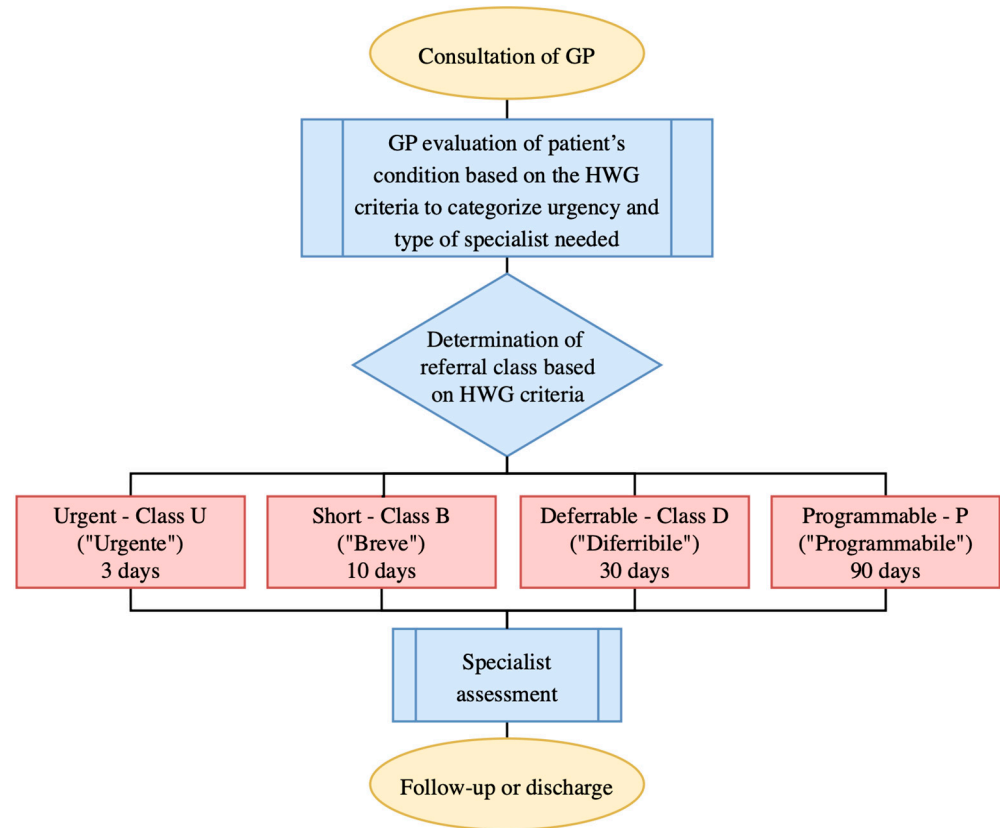 Consultation of GP
GP evaluation of patient’s
condition based on the HWG
criteria to categorize urgency and
type of specialist needed
Determination of
referral class based
on HWG criteria
Urgent - Class U
("Urgente")
3 days
Short - Class B
("Breve")
10 days
Deferrable - Class D
("Diferribile")
30 days
Programmable - P
("Programmabile")
90 days
Specialist
assessment
Follow-up or discharge